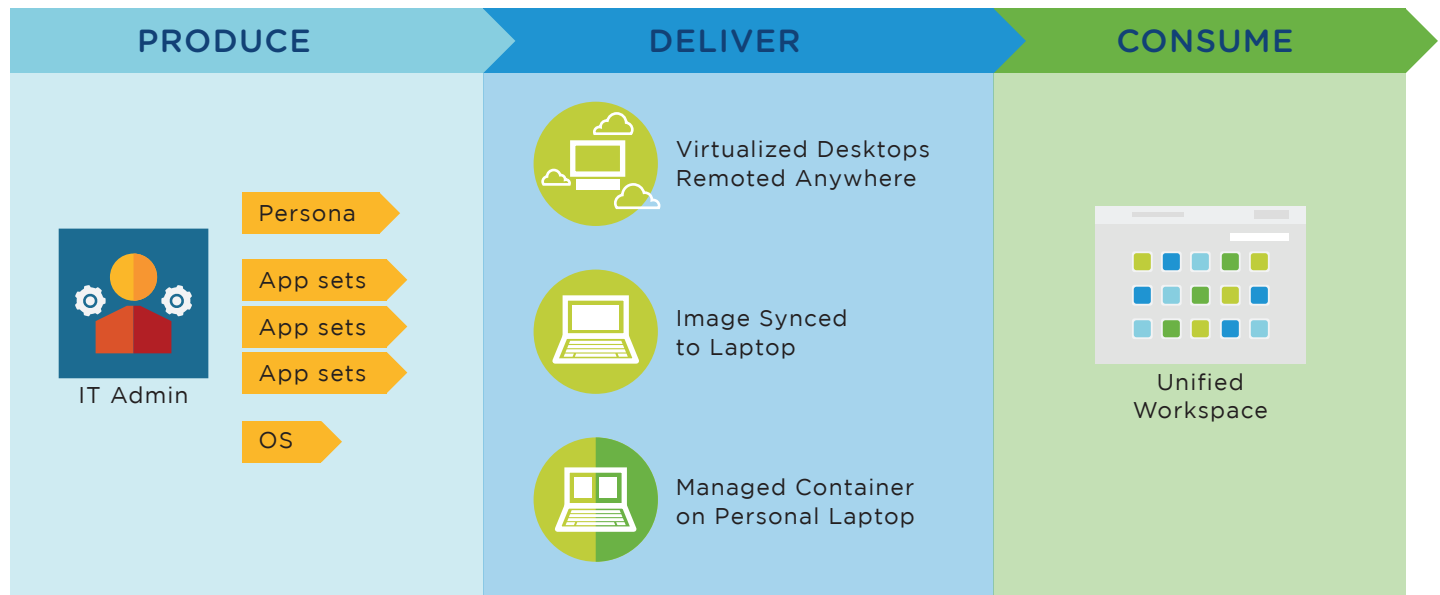 PRODUCE
DELIVER
CONSUME
IT Admin
Persona
App sets
App sets
App sets
OS
Virtualized Desktops
Remoted Anywhere
Image Synced
to Laptop
Managed Container
on Personal Laptop
Unified
Workspace